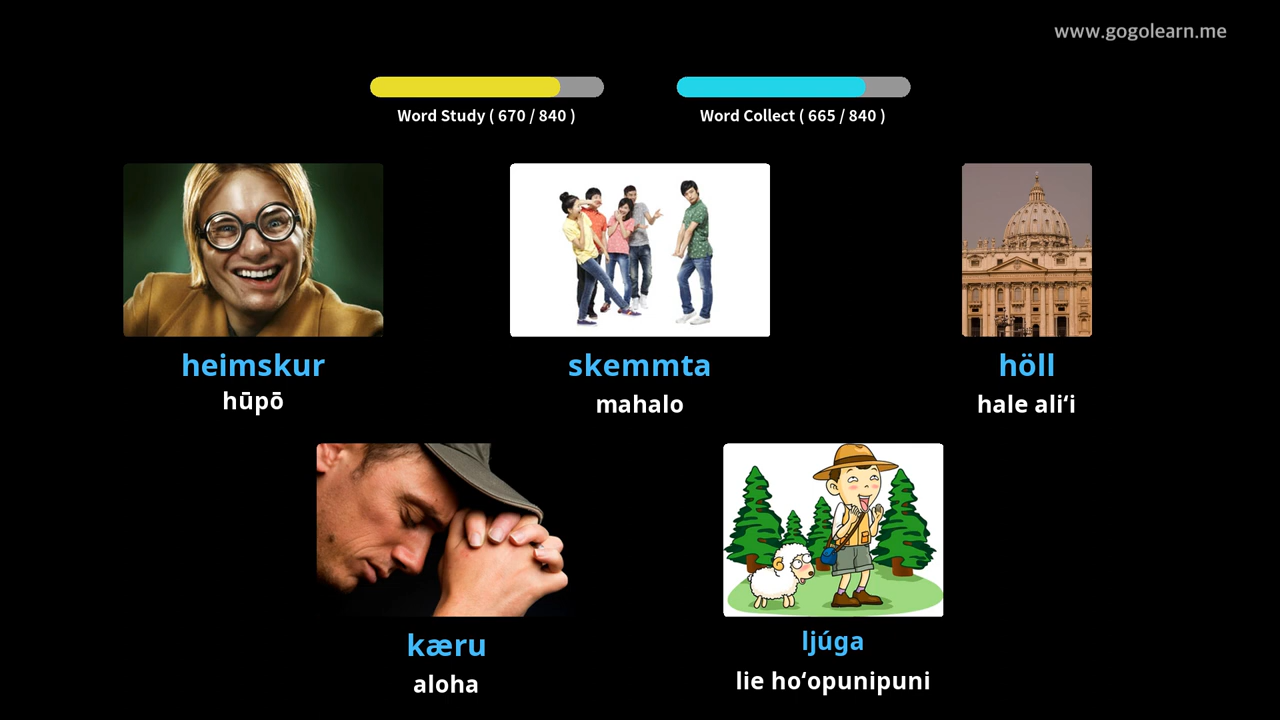 www.gogolearn.me
Word Study ( 670 / 840 )
Word Collect ( 665 / 840 )
heimskur
hūpō
skemmta
mahalo
höll
hale aliʻi
kæru
aloha
ljúga
lie hoʻopunipuni